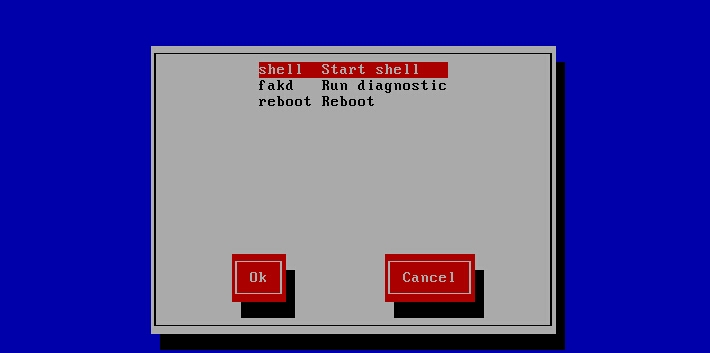 shell  Start shell
fakd   Run diagnostic
reboot Reboot
Ok Cancel